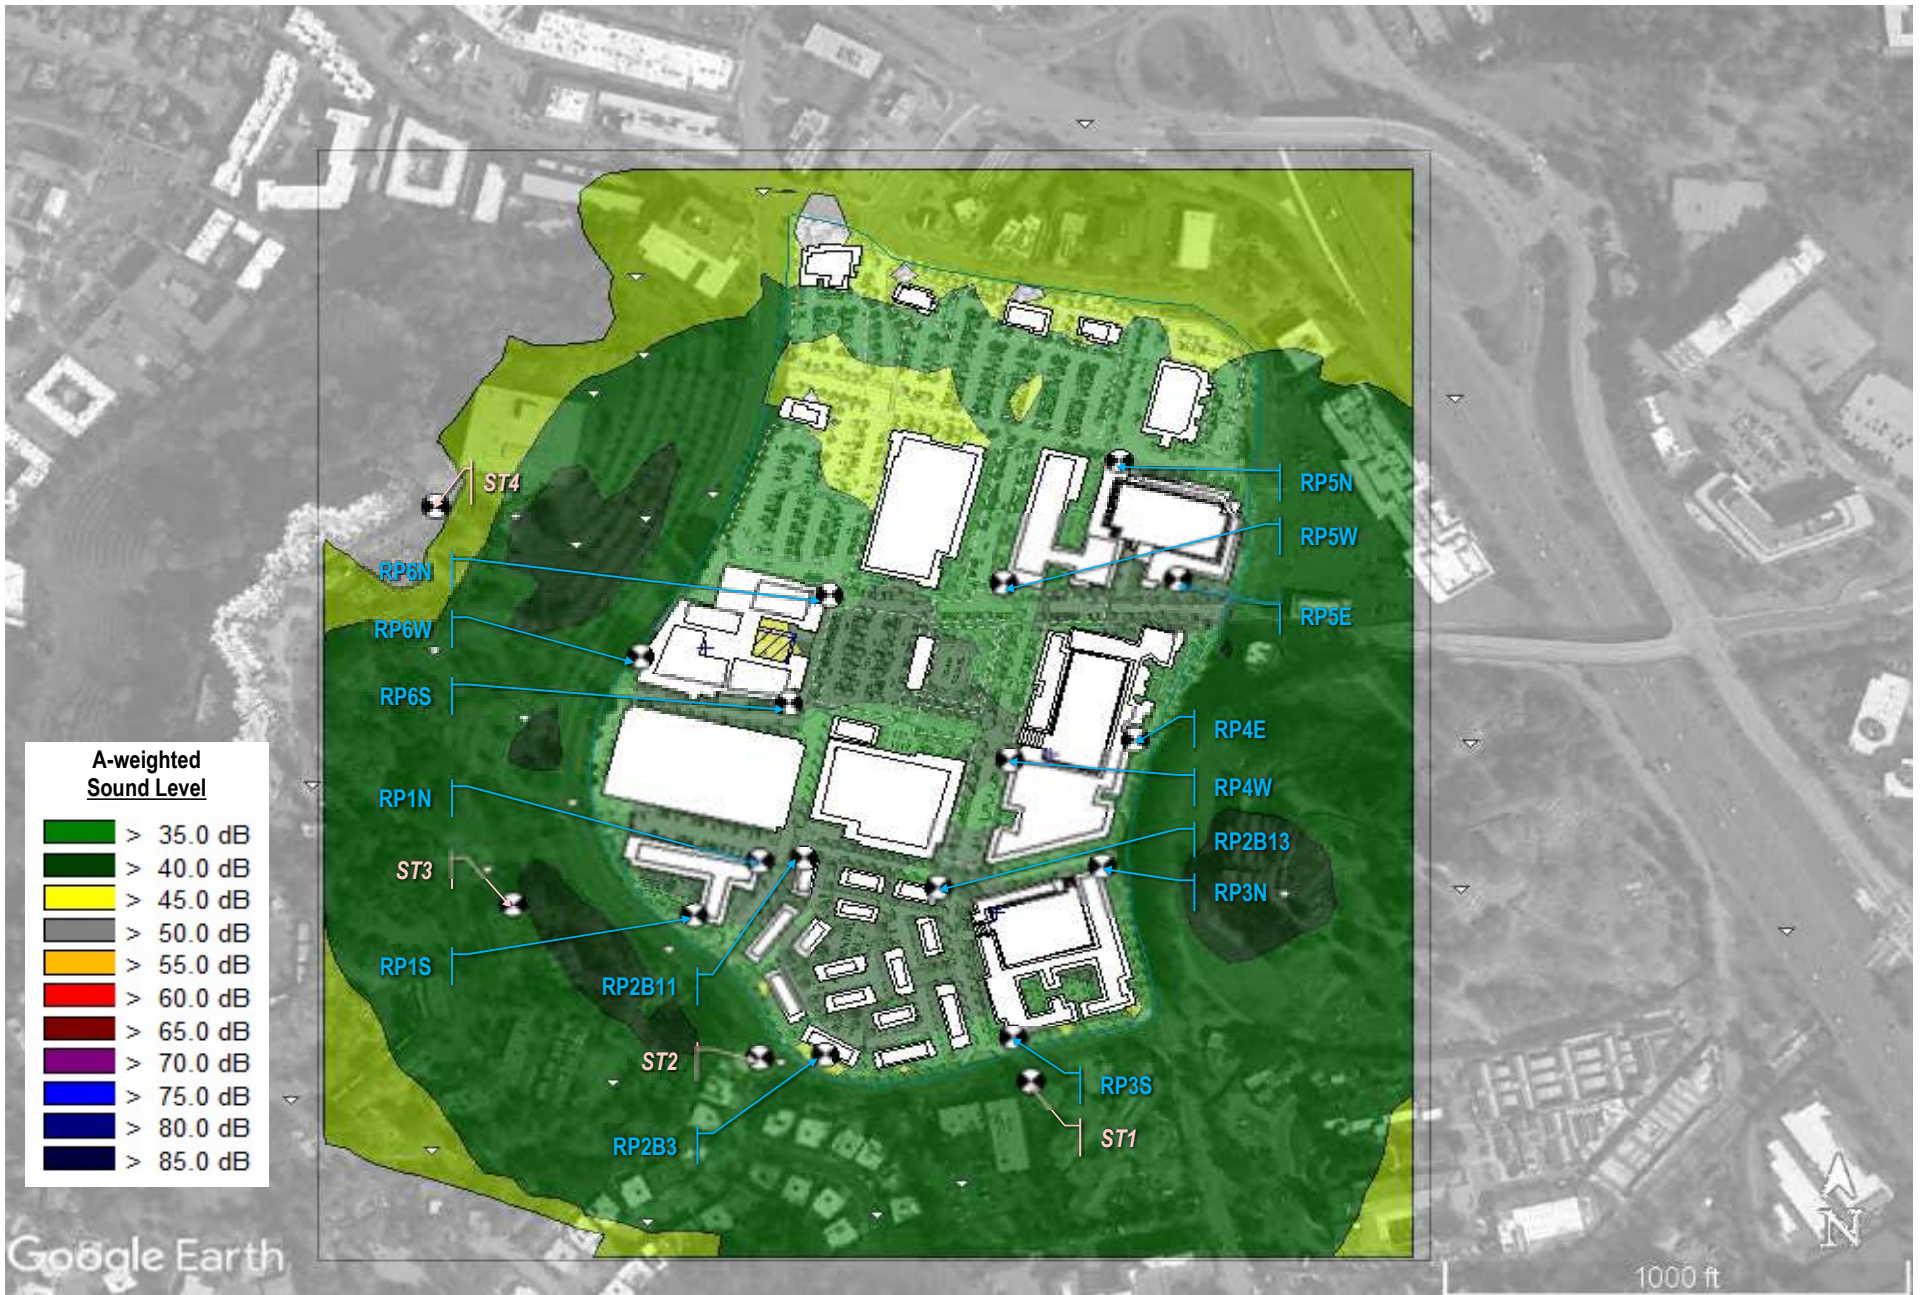 ST4
RP5N
RP5W
RP6N
RP5E
RP6W
RP6S
RP4E
A-weighted
Sound Level
> 35.0 dB
> 40.0 dB
> 45.0 dB
> 50.0 dB
> 55.0 dB
> 60.0 dB
> 65.0 dB
> 70.0 dB
> 75.0 dB
> 80.0 dB
> 85.0 dB
RP4W
RP1N
RP2B13
ST3
RP3N
RP1S
RP2B11
ST2
RP3S
RP2B3
ST1
N
Google Earth
1000 ft